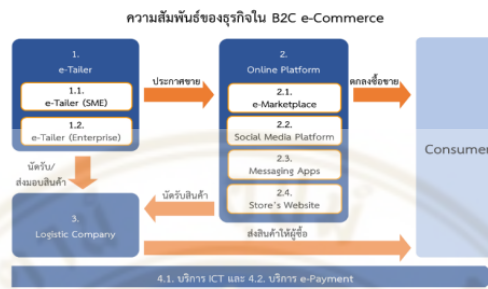 ความสัมพันธ์ของธุรกิจใน B2C e-Commerce
1.
e-Tailer
1.1.
e-Tailer (SME)
1.2.
e-Tailer (Enterprise)
ประกาศขาย
2.
Online Platform
2.1.
e-Marketplace
2.2.
Social Media Platform
2.3.
Messaging Apps
2.4.
Store's Website
ตกลงซื้อขาย
Consumer
นัดรับ/
ส่งมอบสินค้า
นัดรับสินค้า
3.
Logistic Company
ส่งสินค้าให้ผู้ซื้อ
4.1. บริการ ICT และ 4.2. บริการ e-Payment